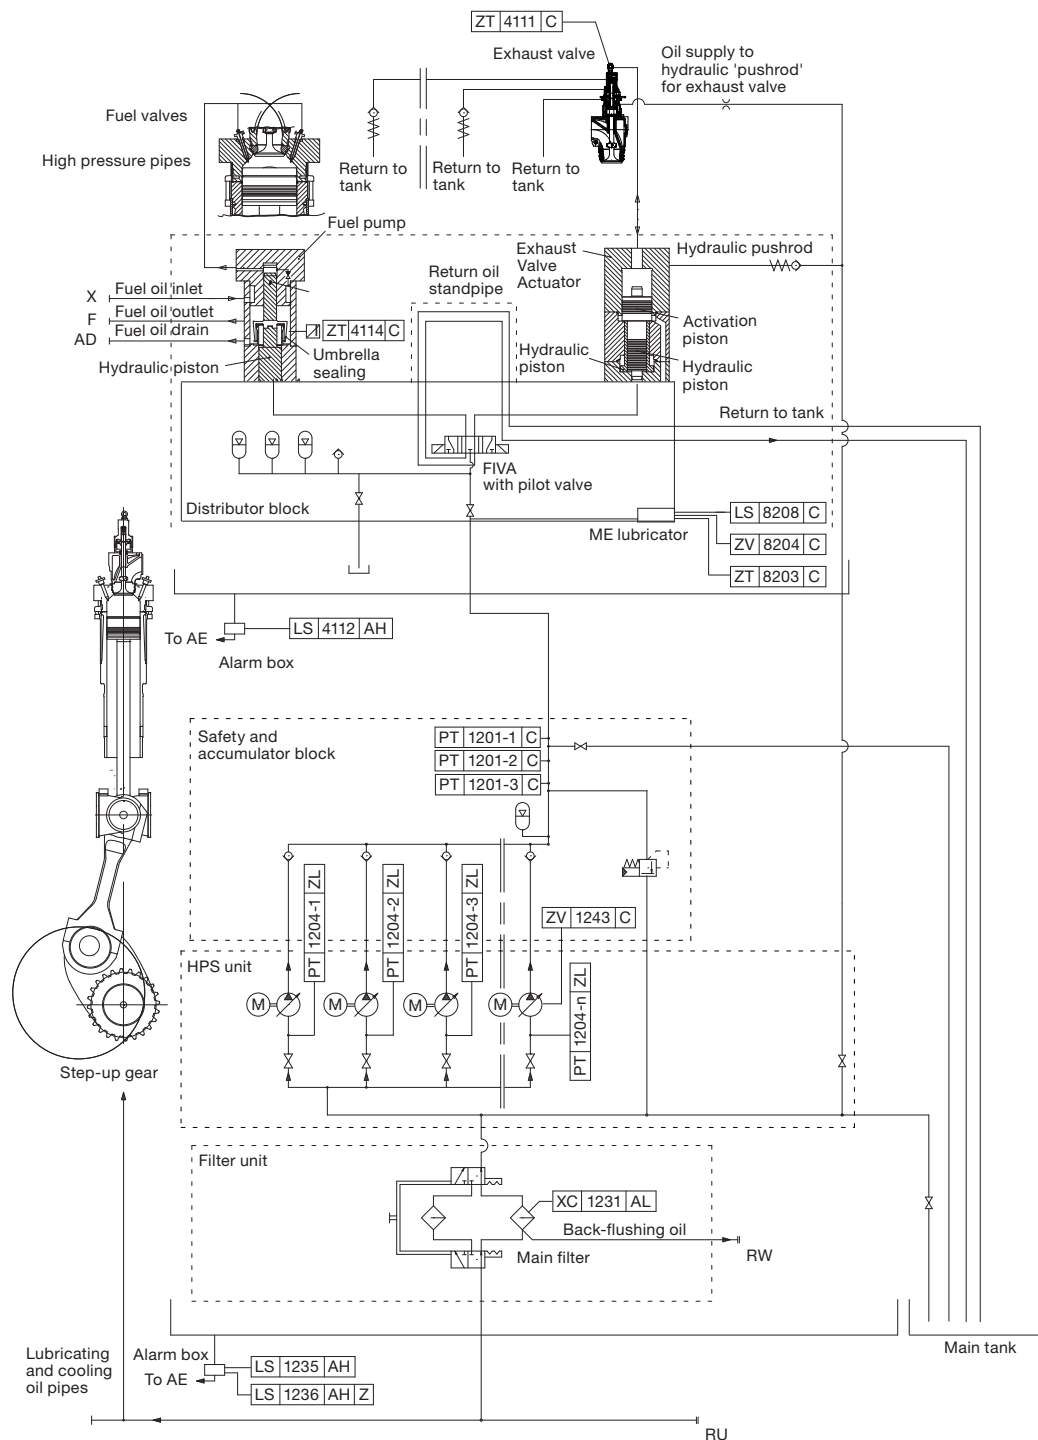 ZT 4111 C
Exhaust valve
Oil supply to
hydraulic 'pushrod'
for exhaust valve
Fuel valves
High pressure pipes
Return to
tank
Return to
tank
Return to
tank
Fuel pump
Hydraulic pushrod
Exhaust
Valve
Actuator
Return oil
standpipe
X
Fuel oil inlet
F
Fuel oil outlet
AD
Fuel oil drain
ZT 4114 C
Activation
piston
Umbrella
sealing
Hydraulic piston
Hydraulic
piston
Hydraulic
piston
Return to tank
FIVA
with pilot valve
Distributor block
ME lubricator
LS 8208 C
ZV 8204 C
ZT 8203 C
To AE
LS 4112 AH
Alarm box
Safety and
accumulator block
PT 1201-1 C
PT 1201-2 C
PT 1201-3 C
PT 1204-1 ZL
PT 1204-2 ZL
PT 1204-3 ZL
ZV 1243 C
HPS unit
M
M
M
M
PT 1204-n ZL
Step-up gear
Filter unit
XC 1231 AL
Back-flushing oil
Main filter
RW
Main tank
Lubricating
and cooling
oil pipes
Alarm box
To AE
LS 1235 AH
LS 1236 AH Z
RU